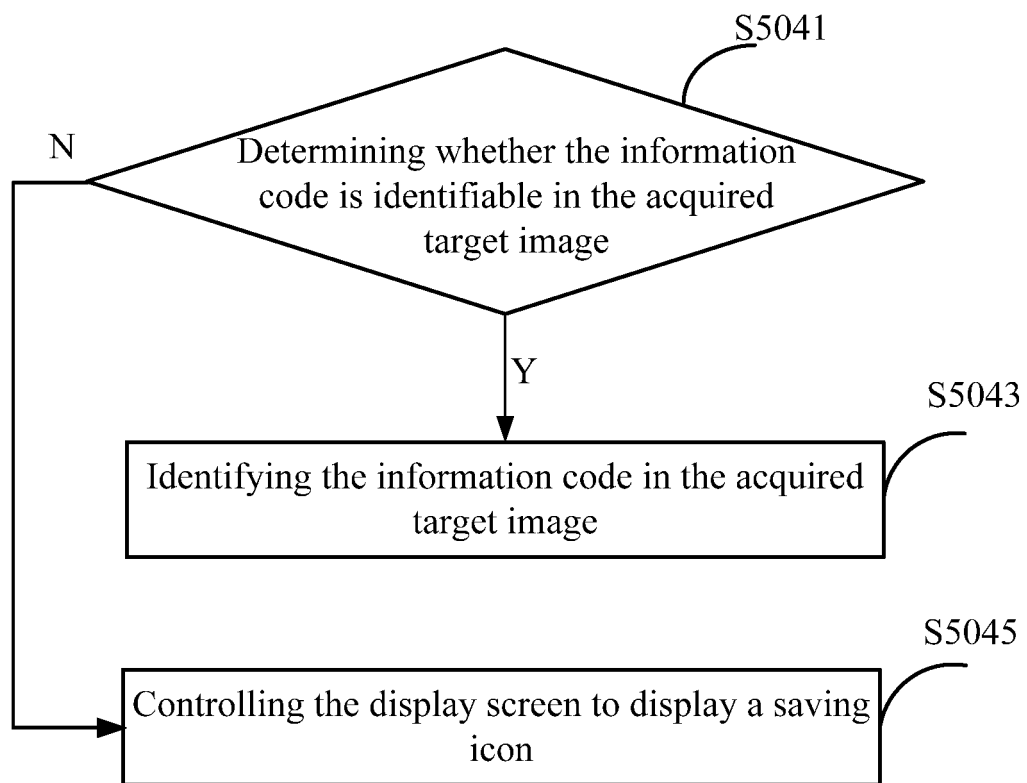 S5041
N
Determining whether the information
code is identifiable in the acquired
target image
Y
S5043
Identifying the information code in the acquired
target image
S5045
Controlling the display screen to display a saving
icon